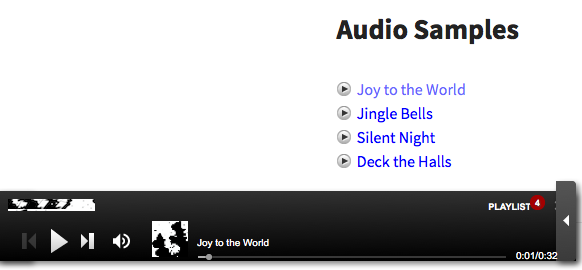 Audio Samples
Joy to the World
Jingle Bells
Silent Night
Deck the Halls
PLAYLIST 4
Joy to the World
0:01/0:32